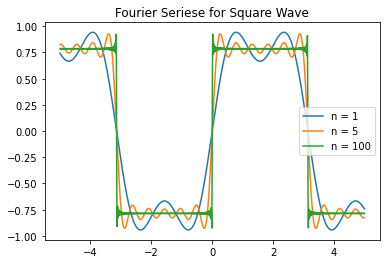 Fourier Seriese for Square Wave
1.00
0.75
0.50
0.25
0.00
−0.25
−0.50
−0.75
−1.00
n = 1
n = 5
n = 100
−4 −2 0 2 4